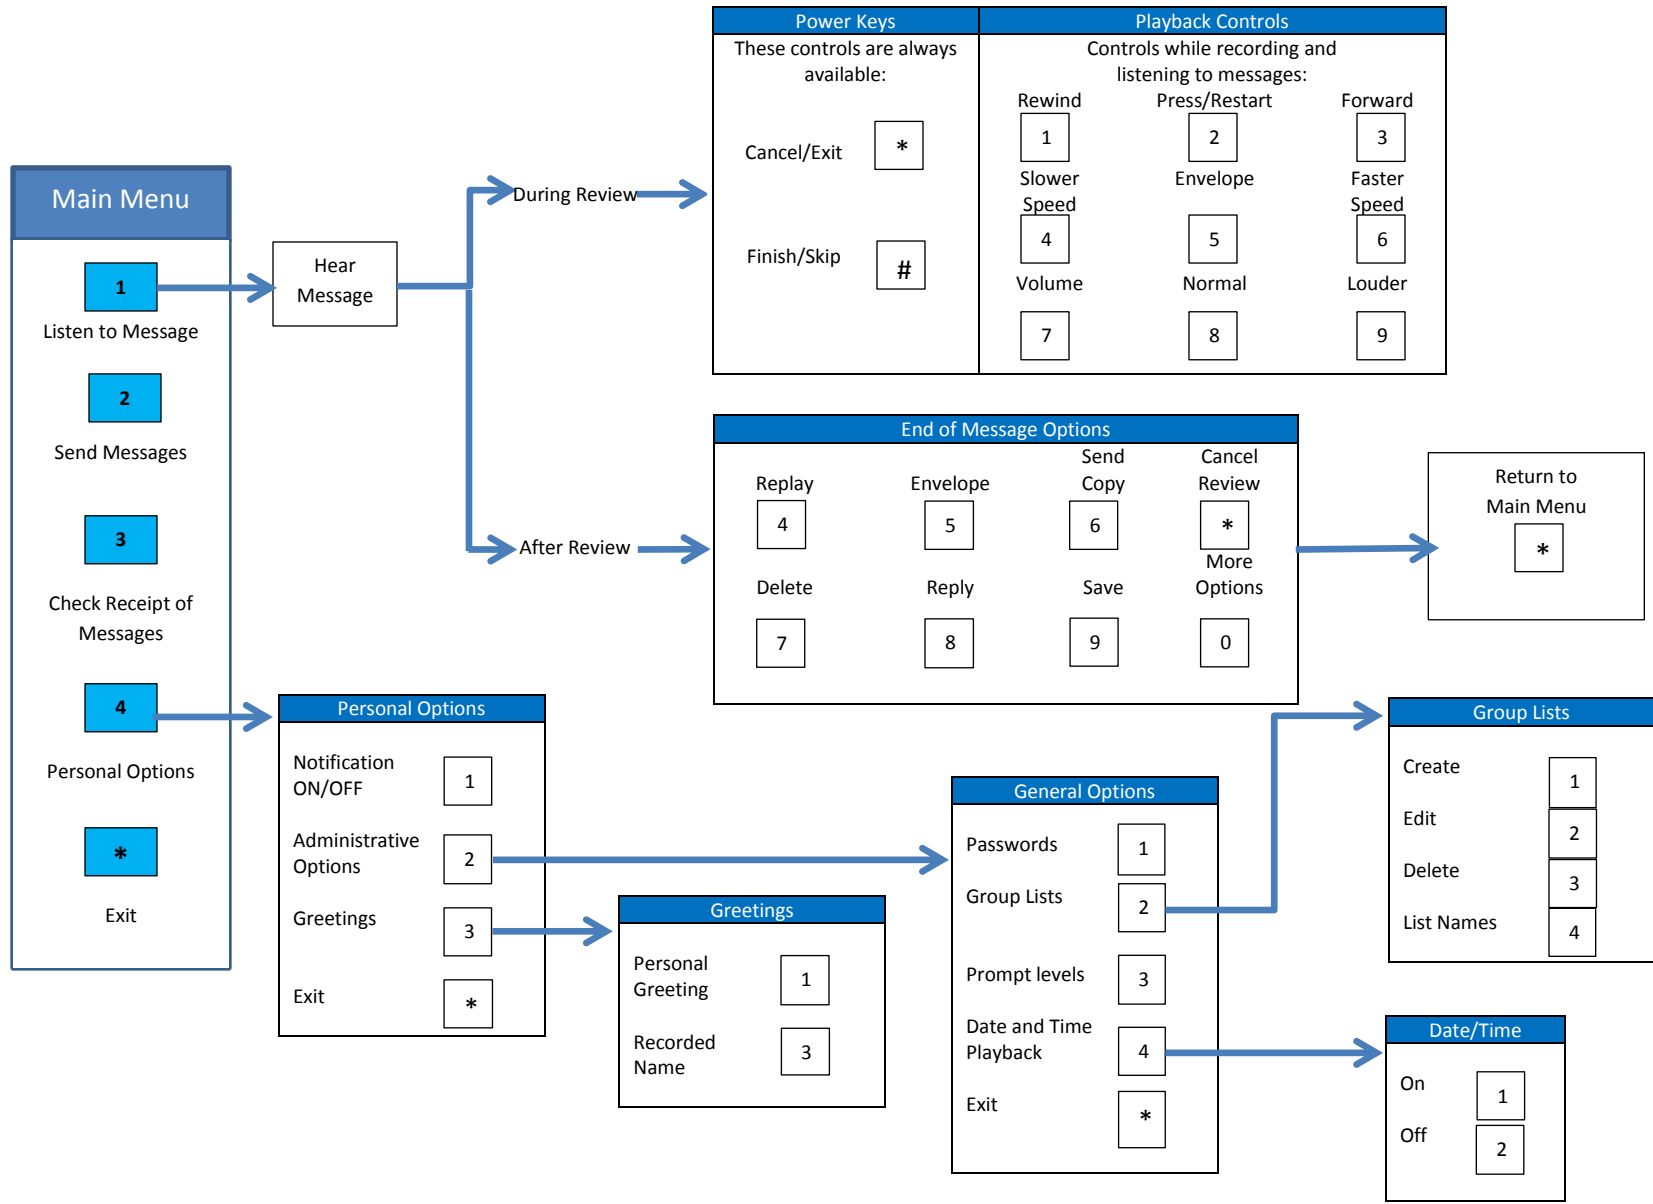 Main Menu
1
Listen to Message
2
Send Messages
3
Check Receipt of
Messages
4
Personal Options
*
Exit
Hear
Message
During Review
After Review
Power Keys
These controls are always
available:
Cancel/Exit
*
Finish/Skip
#
Playback Controls
Controls while recording and
listening to messages:
Rewind Press/Restart Forward
1 2 3
Slower Envelope Faster
Speed Speed
4 5 6
Volume Normal Louder
7 8 9
End of Message Options
Send Cancel
Replay Envelope Copy Review
4 5 6 *
More
Delete Reply Save Options
7 8 9 0
Return to
Main Menu
*
Personal Options
Notification
ON/OFF
1
Administrative
Options
2
Greetings
3
Exit
*
Greetings
Personal
Greeting
1
Recorded
Name
3
General Options
Passwords
1
Group Lists
2
Prompt levels
3
Date and Time
Playback
4
Exit
*
Group Lists
Create
1
Edit
2
Delete
3
List Names
4
Date/Time
On
1
Off
2